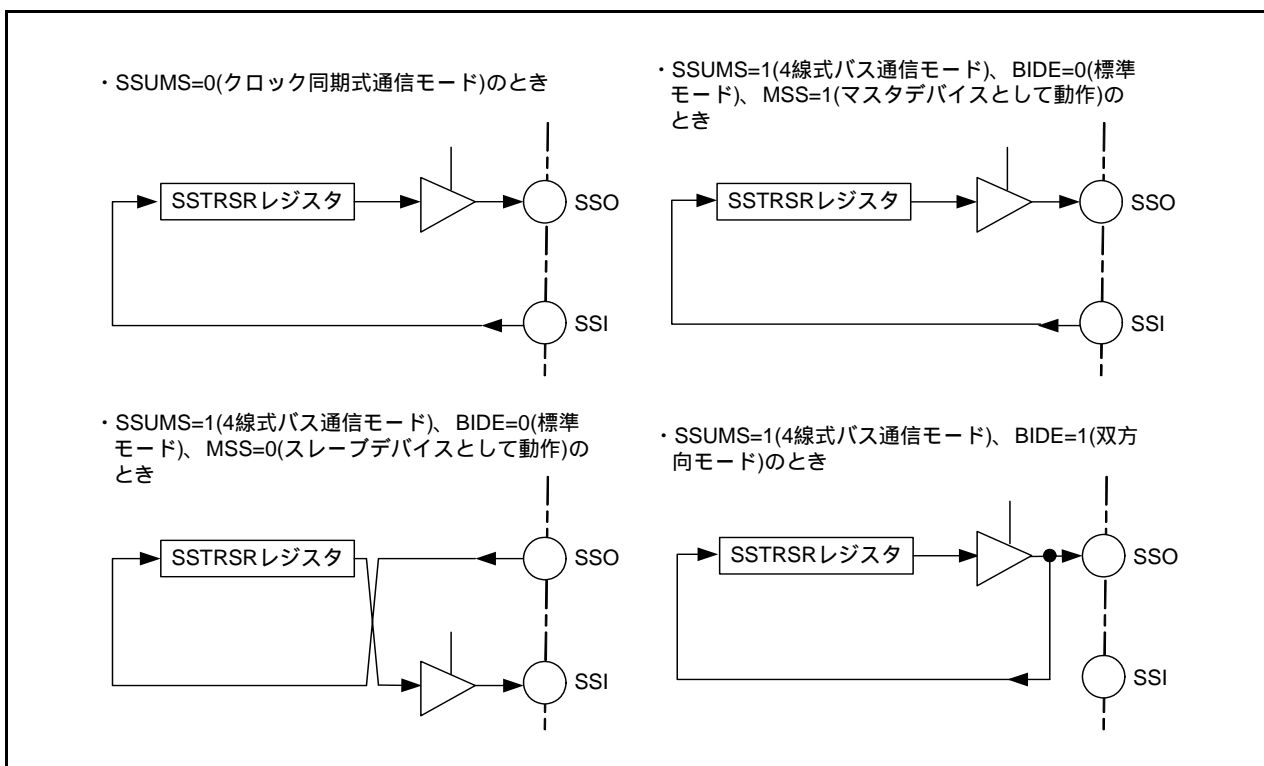 ・SSUMS=0(クロック同期式通信モード)のとき
SSTRSRレジスタ
SSO
SSI
・SSUMS=1(4線式バス通信モード)、BIDE=0(標準
モード)、MSS=1(マスタデバイスとして動作)の
とき
SSTRSRレジスタ
SSO
SSI
・SSUMS=1(4線式バス通信モード)、BIDE=0(標準
モード)、MSS=0(スレーブデバイスとして動作)の
とき
SSTRSRレジスタ
SSO
SSI
・SSUMS=1(4線式バス通信モード)、BIDE=1(双方
向モード)のとき
SSTRSRレジスタ
SSO
SSI